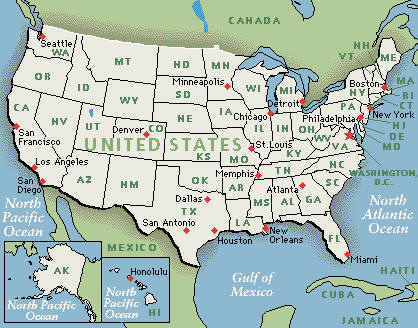 CANADA
Seattle
WA
MT
ND
MN
Minneapolis
VT
NH
ME
OR
ID
WY
SD
WI
MI
NY
Boston
MA
RI
CT
Detroit
Chicago
Philadelphia
PA
New York
NJ
DE
MD
CA
NV
UT
Denver
CO
NE
IA
IL
IN
OH
WV
VA
San
Francisco
UNITED STATES
KS
MO
St.Louis
KY
WASHINGTON,
D.C.
Los Angeles
San
Diego
AZ
NM
OK
AR
Memphis
TN
NC
SC
Atlanta
MS
AL
GA
Dallas
TX
LA
San Antonio
Houston
New
Orleans
FL
Miami
North
Pacific
Ocean
North
Atlantic
Ocean
MEXICO
Gulf of
Mexico
AK
North Pacific
Ocean
Honolulu
North
Pacific
Ocean
HI
CUBA
HAITI
JAMAICA